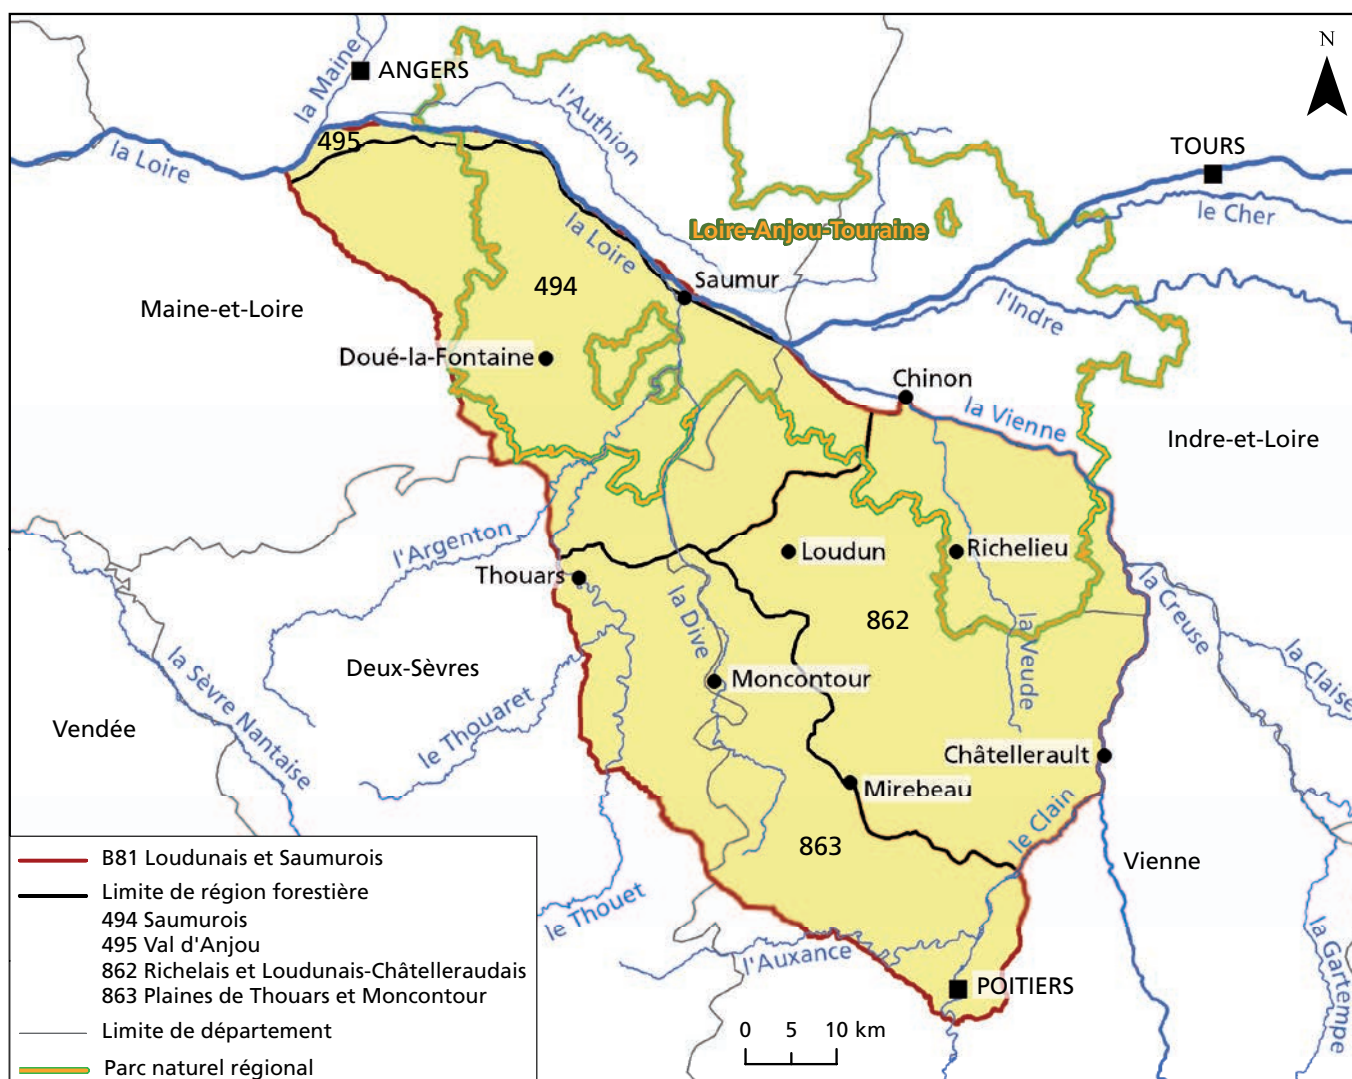 N
ANGERS
la Maine
l'Authion
TOURS
495
la Loire
le Cher
Loire-Anjou-Touraine
la Loire
494
Saumur
l'Indre
Maine-et-Loire
Doué-la-Fontaine
Chinon
la Vienne
Indre-et-Loire
l'Argenton
Loudun
Richelieu
Thouars
la Creuse
la Dive
862
la Veude
la Claise
la Sèvre Nantaise
Deux-Sèvres
Moncontour
le Thouaret
Vendée
Châtellerault
Mirebeau
le Clain
863
Vienne
le Thouet
l'Auxance
la Gartempe
POITIERS
0 5 10 km
B81 Loudunais et Saumurois
Limite de région forestière
494 Saumurois
495 Val d'Anjou
862 Richelais et Loudunais-Châtelleraudais
863 Plaines de Thouars et Moncontour
Limite de département
Parc naturel régional